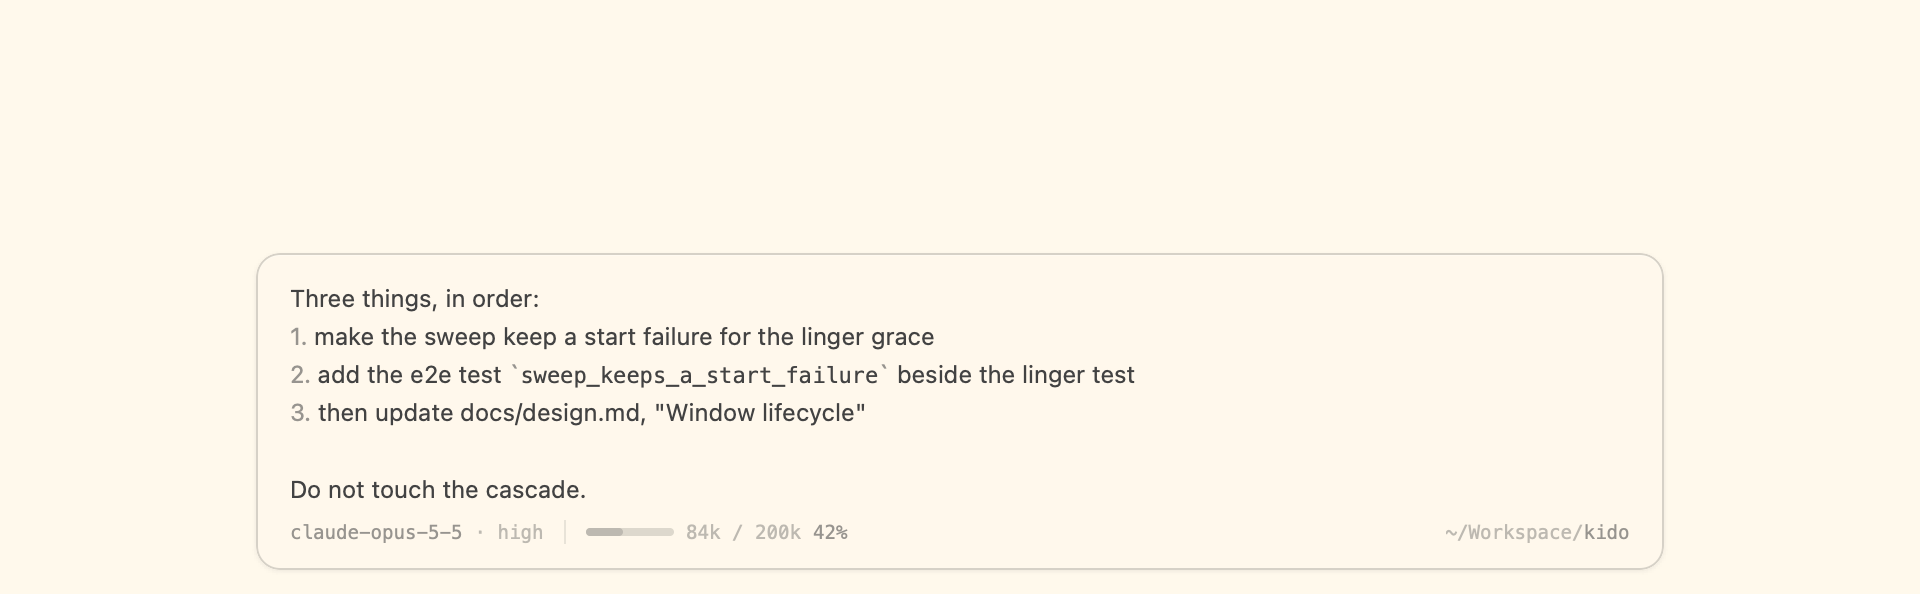 Three things, in order:
1. make the sweep keep a start failure for the linger grace
2. add the e2e test `sweep_keeps_a_start_failure` beside the linger test
3. then update docs/design.md, "Window lifecycle"
Do not touch the cascade.
claude-opus-5-5 · high 84k / 200k 42% ~/Workspace/kido